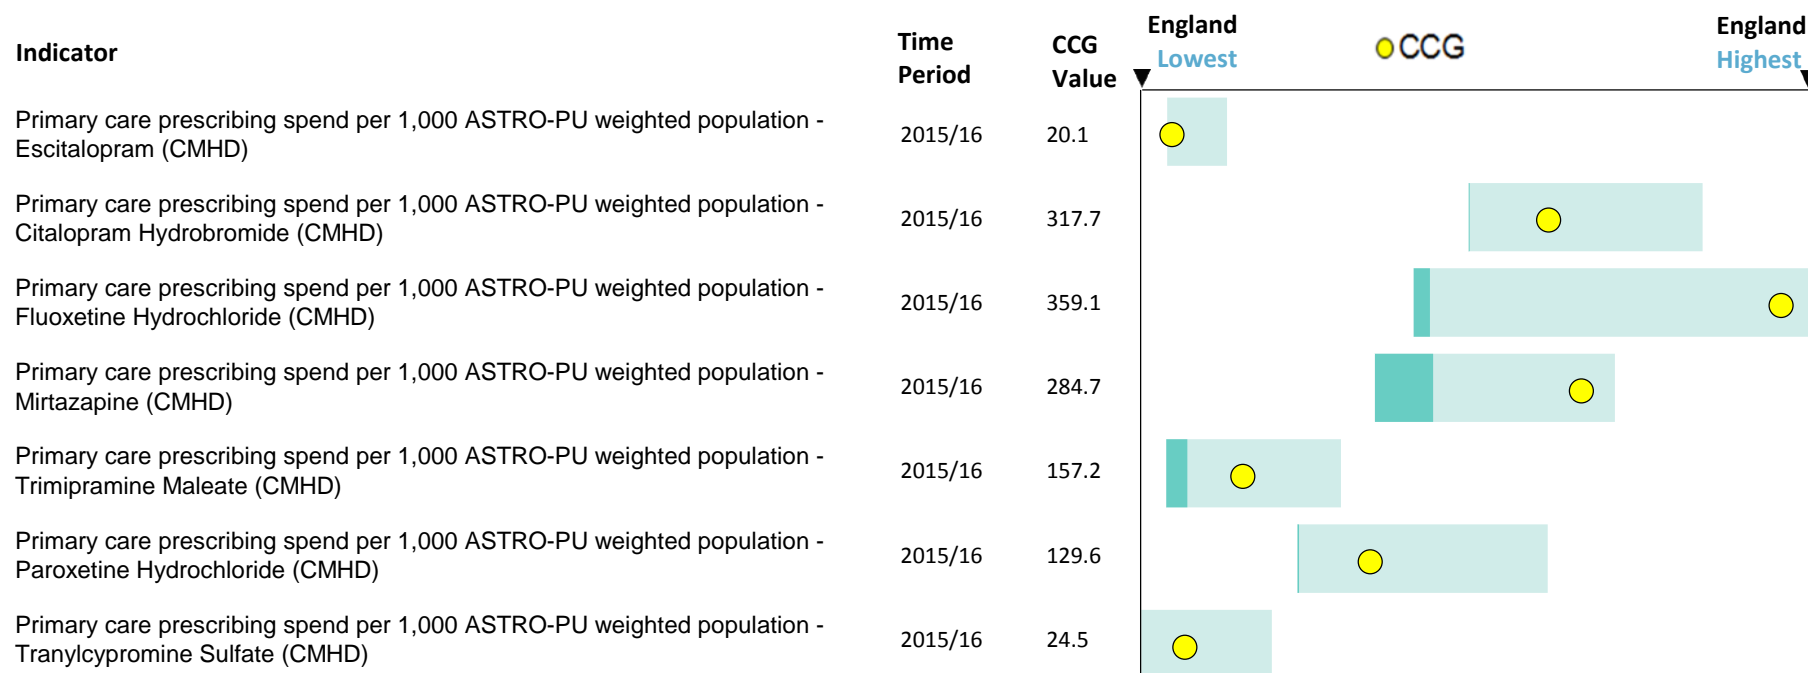 Indicator
Time
Period
CCG
Value
England
Lowest
CCG
England
Highest
Primary care prescribing spend per 1,000 ASTRO-PU weighted population -
Escitalopram (CMHD)
2015/16
20.1
Primary care prescribing spend per 1,000 ASTRO-PU weighted population -
Citalopram Hydrobromide (CMHD)
2015/16
317.7
Primary care prescribing spend per 1,000 ASTRO-PU weighted population -
Fluoxetine Hydrochloride (CMHD)
2015/16
359.1
Primary care prescribing spend per 1,000 ASTRO-PU weighted population -
Mirtazapine (CMHD)
2015/16
284.7
Primary care prescribing spend per 1,000 ASTRO-PU weighted population -
Trimipramine Maleate (CMHD)
2015/16
157.2
Primary care prescribing spend per 1,000 ASTRO-PU weighted population -
Paroxetine Hydrochloride (CMHD)
2015/16
129.6
Primary care prescribing spend per 1,000 ASTRO-PU weighted population -
Tranylcypromine Sulfate (CMHD)
2015/16
24.5